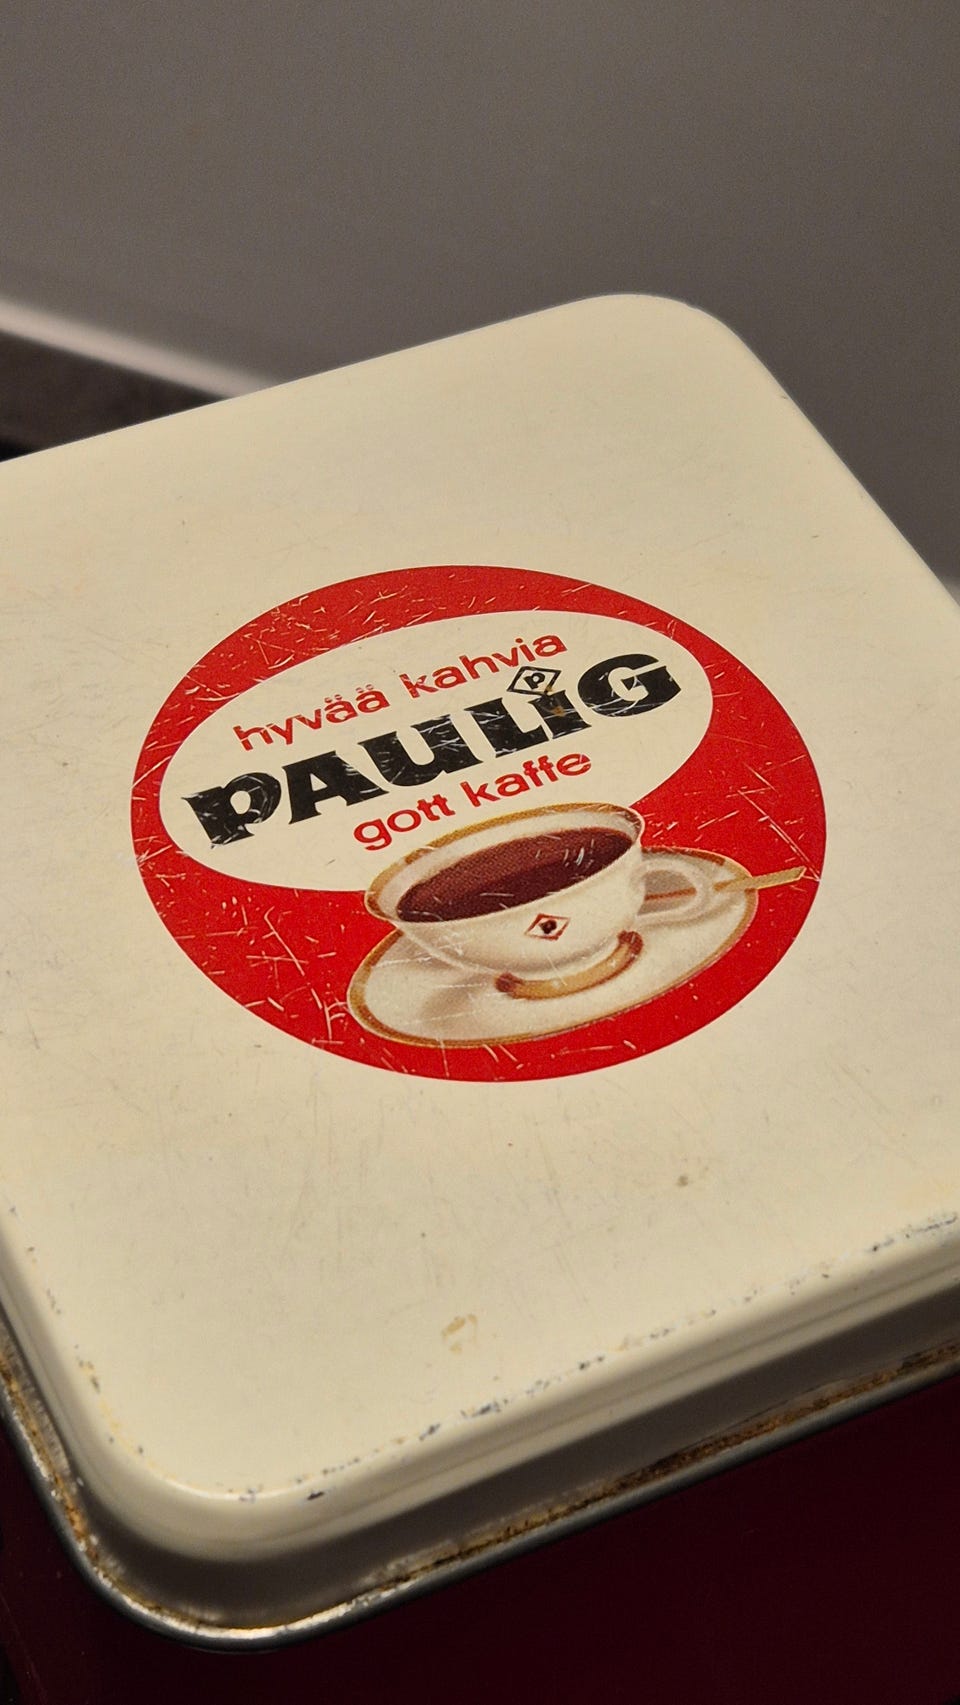 hyvää kahvia
P
PAULiG
gott kaffe
P